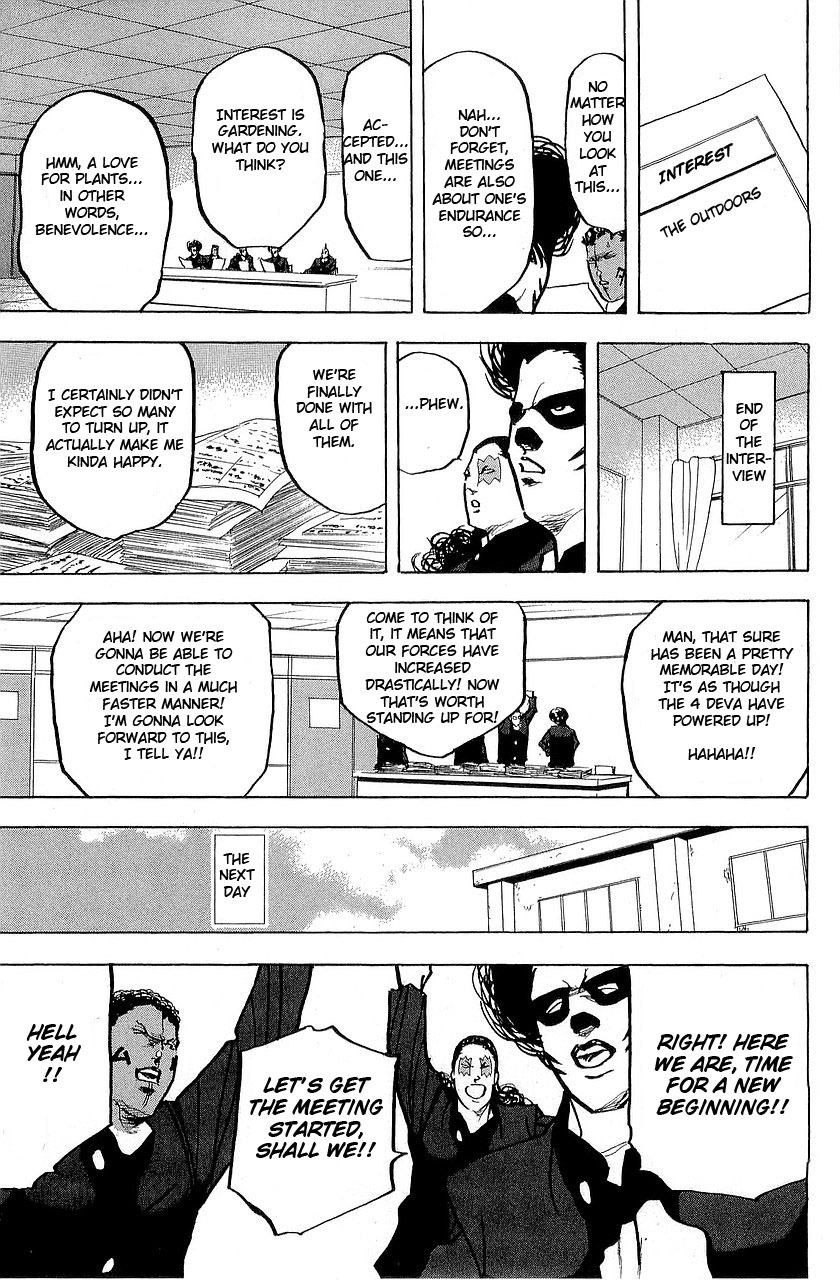 INTEREST
THE OUTDOORS
NO
MATTER
HOW
YOU
LOOK
AT
THIS...
NAH...
DON'T
FORGET,
MEETINGS
ARE ALSO
ABOUT ONE'S
ENDURANCE
SO...
AC-
CEPTED...
AND THIS
ONE...
INTEREST IS
GARDENING.
WHAT DO YOU
THINK?
HMM, A LOVE
FOR PLANTS...
IN OTHER
WORDS,
BENEVOLENCE...
END
OF THE
INTER-
VIEW
...PHEW.
WE'RE
FINALLY
DONE WITH
ALL OF
THEM.
I CERTAINLY DIDN'T
EXPECT SO MANY
TO TURN UP, IT
ACTUALLY MAKE ME
KINDA HAPPY.
MAN, THAT SURE
HAS BEEN A PRETTY
MEMORABLE DAY!
IT'S AS THOUGH
THE 4 DEVA HAVE
POWERED UP!
HAHAHA!!
COME TO THINK OF
IT, IT MEANS THAT
OUR FORCES HAVE
INCREASED
DRASTICALLY! NOW
THAT'S WORTH
STANDING UP FOR!
AHA! NOW WE'RE
GONNA BE ABLE TO
CONDUCT THE
MEETINGS IN A MUCH
FASTER MANNER!
I'M GONNA LOOK
FORWARD TO THIS,
I TELL YA!!
THE
NEXT
DAY
RIGHT! HERE
WE ARE, TIME
FOR A NEW
BEGINNING!!
LET'S GET
THE MEETING
STARTED,
SHALL WE!!
HELL
YEAH
!!